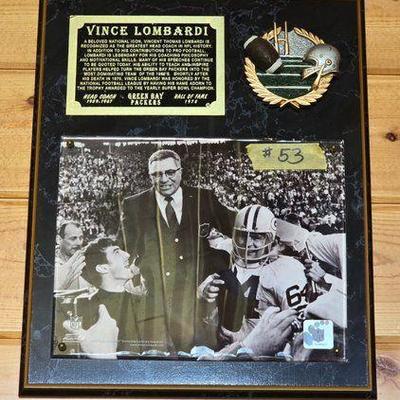 VINCE LOMBARDI
A BELOVED NATIONAL ICON, VINCENT THOMAS LOMBARDI IS
RECOGNIZED AS THE GREATEST HEAD COACH IN NFL HISTORY.
IN ADDITION TO HIS CONTRIBUTIONS TO PRO FOOTBALL,
LOMBARDI IS LEGENDARY FOR HIS COACHING PHILOSOPHY
AND MOTIVATIONAL SKILLS. MANY OF HIS SPEECHES CONTINUE
TO BE QUOTED TODAY. HIS ABILITY TO TEACH AND INSPIRE
PLAYERS HELPED TURN THE GREEN BAY PACKERS INTO THE
MOST DOMINATING TEAM OF THE 1960'S. SHORTLY AFTER
HIS DEATH IN 1970, VINCE LOMBARDI WAS HONORED BY THE
NATIONAL FOOTBALL LEAGUE BY HAVING HIS NAME ADORN TO
THE TROPHY AWARDED TO THE YEARLY SUPER BOWL CHAMPION.
HEAD COACH GREEN BAY HALL OF FAME
1959-1967 PACKERS 1970
# 53
64
64